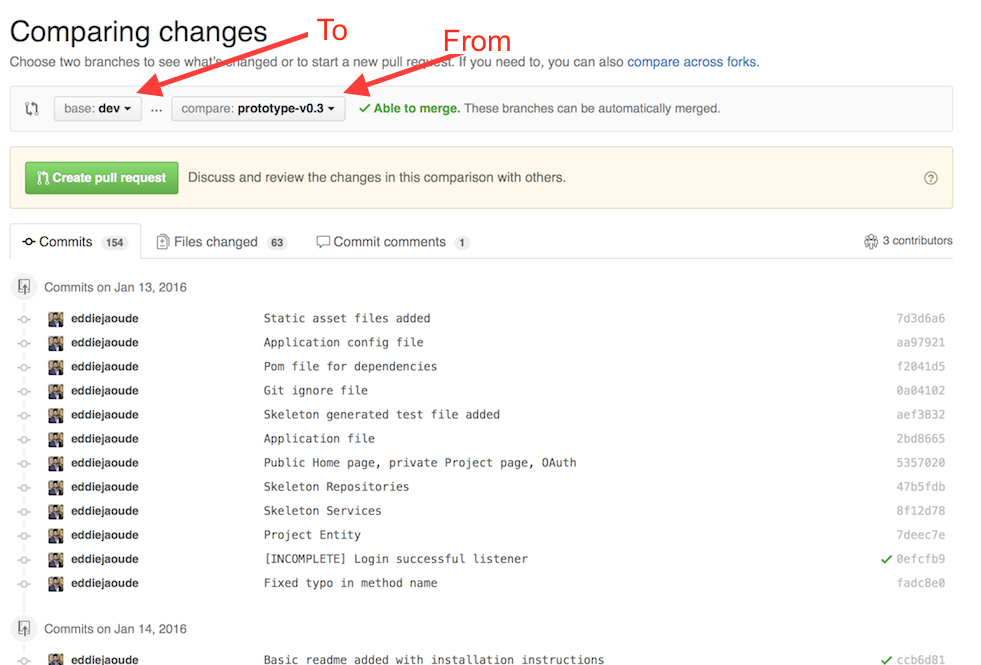 Comparing changes
To
From
Choose two branches to see what's changed or to start a new pull request. If you need to, you can also compare across forks.
base: dev ... compare: prototype-v0.3 Able to merge. These branches can be automatically merged.
Create pull request Discuss and review the changes in this comparison with others.
Commits 154 Files changed 63 Commit comments 1 3 contributors
Commits on Jan 13, 2016
eddiejaoude Static asset files added 7d3d6a6
eddiejaoude Application config file aa97921
eddiejaoude Pom file for dependencies f2041d5
eddiejaoude Git ignore file 0a04102
eddiejaoude Skeleton generated test file added aef3832
eddiejaoude Application file 2bd8665
eddiejaoude Public Home page, private Project page, OAuth 5357020
eddiejaoude Skeleton Repositories 47b5fdb
eddiejaoude Skeleton Services 8f12d78
eddiejaoude Project Entity 7deec7e
eddiejaoude [INCOMPLETE] Login successful listener 0efcfb9
eddiejaoude Fixed typo in method name fadc8e0
Commits on Jan 14, 2016
eddiejaoude Basic readme added with installation instructions ccb6d81